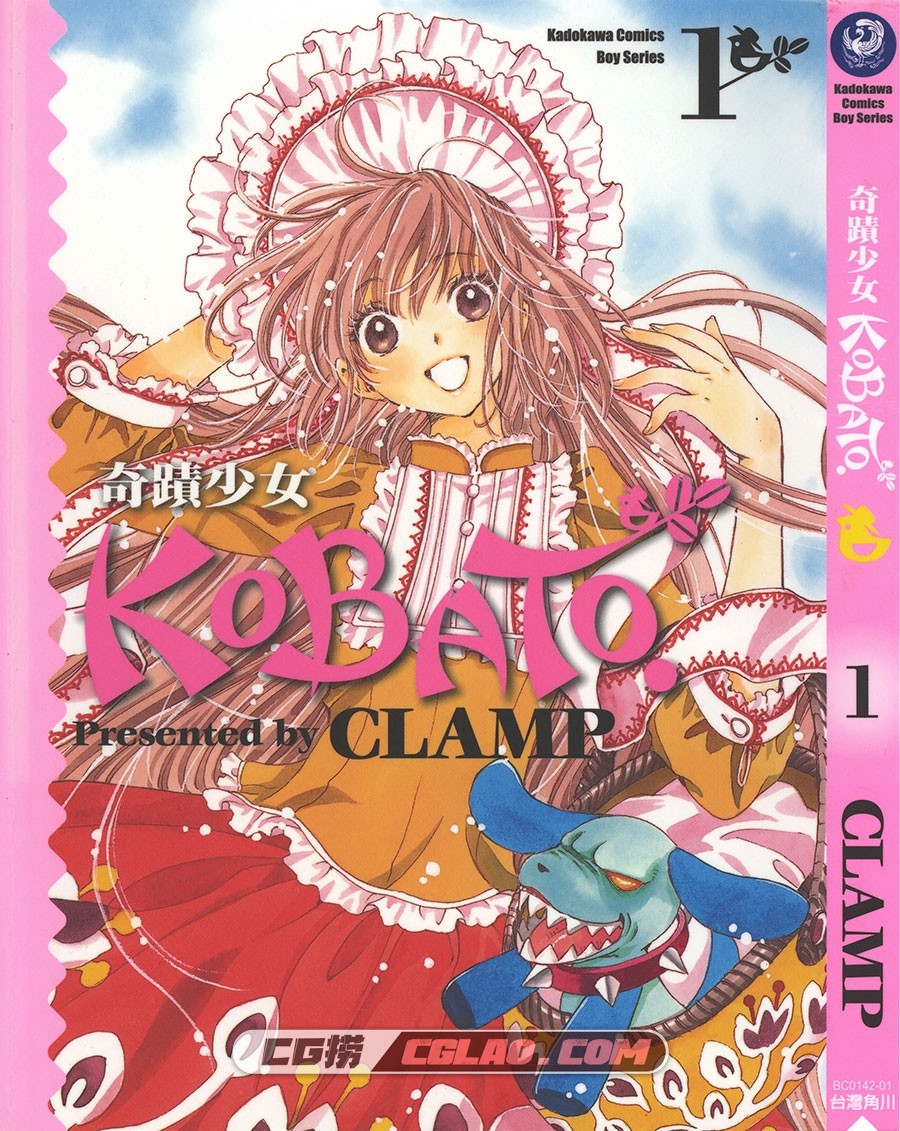 Kadokawa Comics
Boy Series
1
奇蹟少女
KOBATO.
Presented by CLAMP
CG捞 CGLAO.COM
Kadokawa
Comics
Boy Series
奇蹟少女
KOBATO.
1
CLAMP
BC0142-01
台灣角川